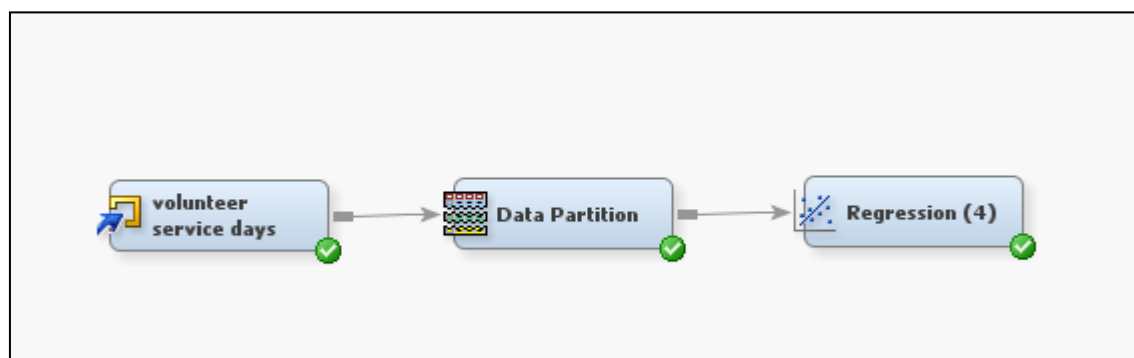 volunteer
service days
Data Partition
Regression (4)